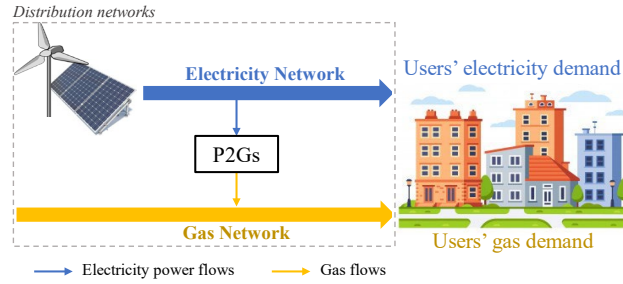 Distribution networks
Electricity Network
Users' electricity demand
P2Gs
Gas Network
Users' gas demand
Electricity power flows
Gas flows